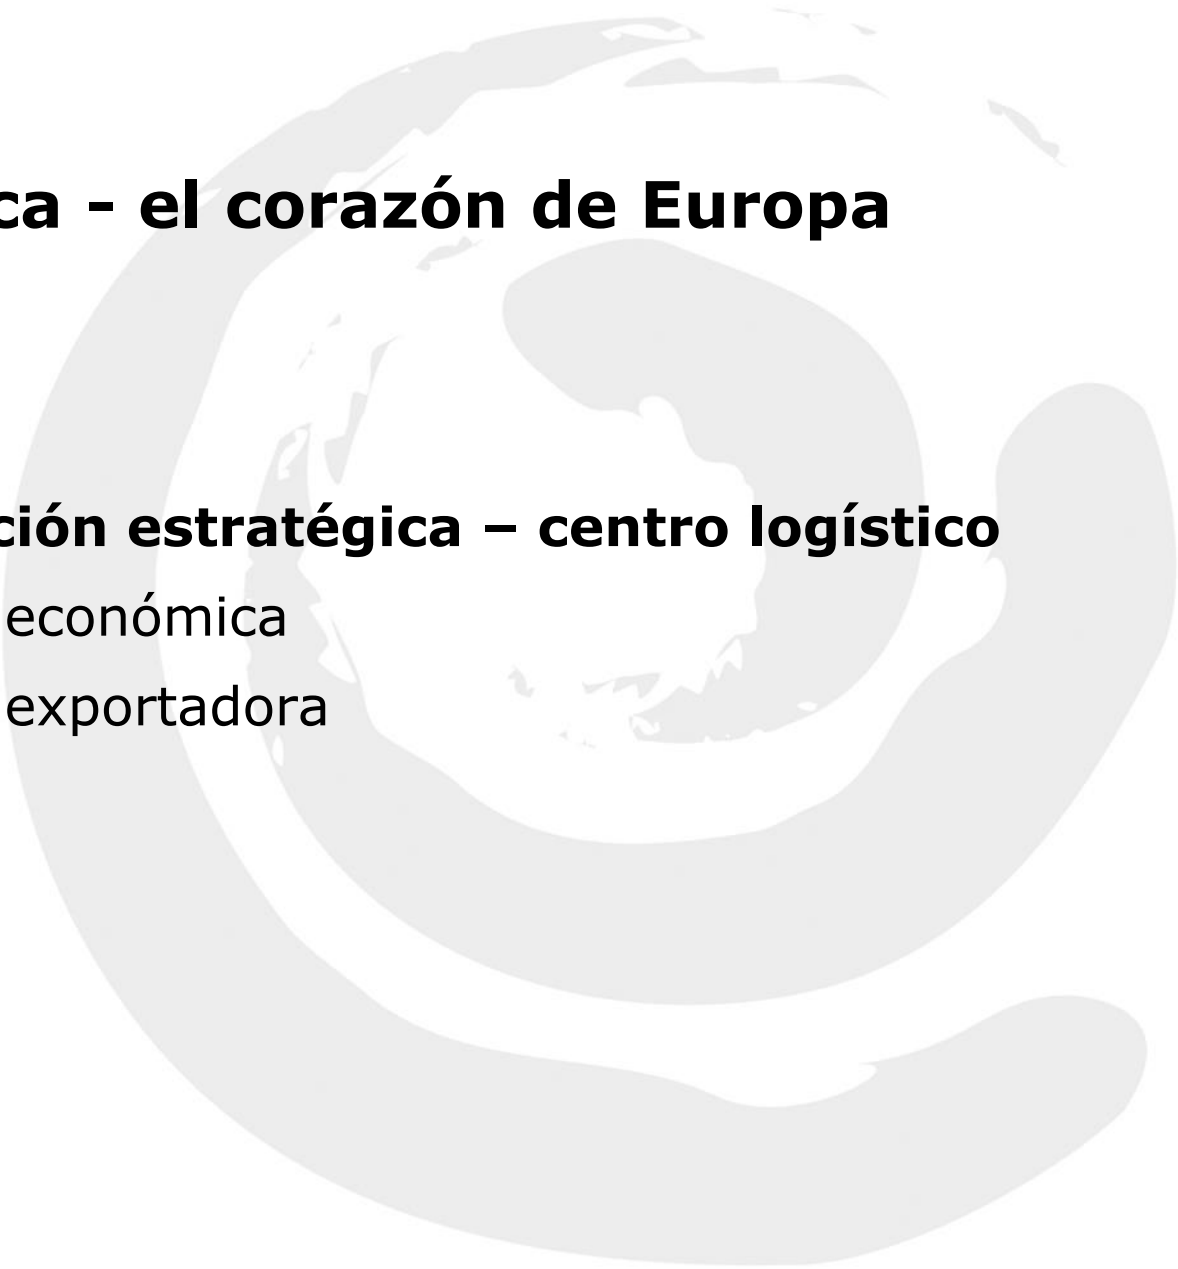 ca - el corazón de Europa
ción estratégica – centro logístico
económica
exportadora